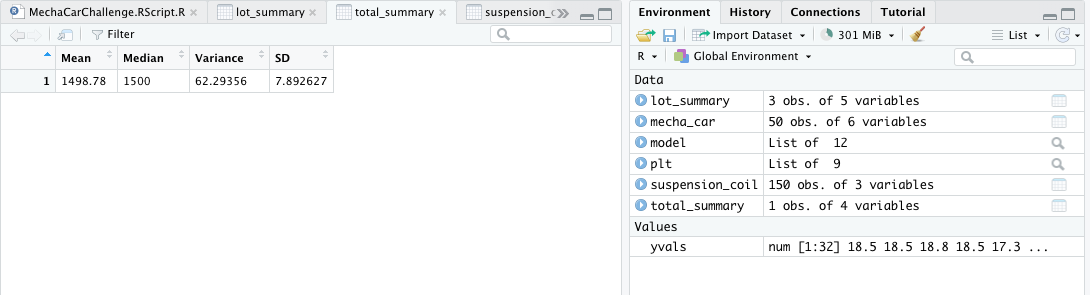 MechaCarChallenge.RScript.R lot_summary total_summary suspension_c
Filter
Mean Median Variance SD
1 1498.78 1500 62.29356 7.892627
Environment History Connections Tutorial
Import Dataset 301 MiB List
R Global Environment
Data
lot_summary 3 obs. of 5 variables
mecha_car 50 obs. of 6 variables
model List of 12
plt List of 9
suspension_coil 150 obs. of 3 variables
total_summary 1 obs. of 4 variables
Values
yvals num [1:32] 18.5 18.5 18.8 18.5 17.3 ...